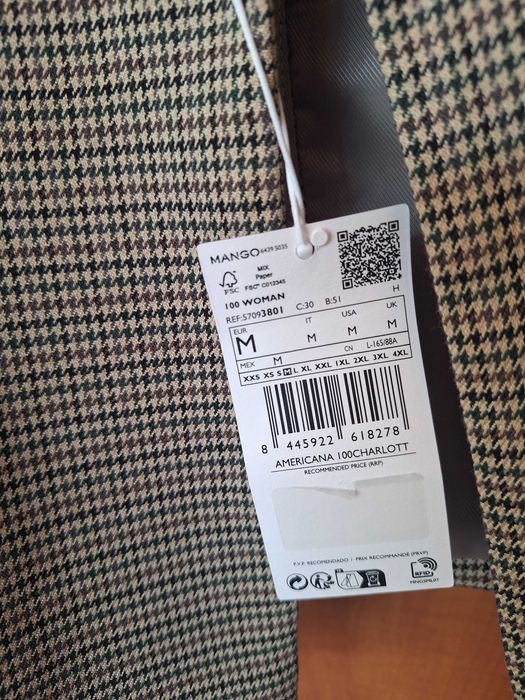 MANGO 6439 5035
MIX
Paper
FSC FSC® C012345
100 WOMAN
REF:57093801 C:30 B:51 H
EUR IT USA UK
M M M M
MEX M CN L-165/88A
XXS XS S M L XL XXL 1XL 2XL 3XL 4XL
8 445922 618278
AMERICANA 100CHARLOTT
RECOMMENDED PRICE (RRP)
P.V.P. RECOMENDADO | PRIX RECOMMANDÉ (PRVP)
RFID